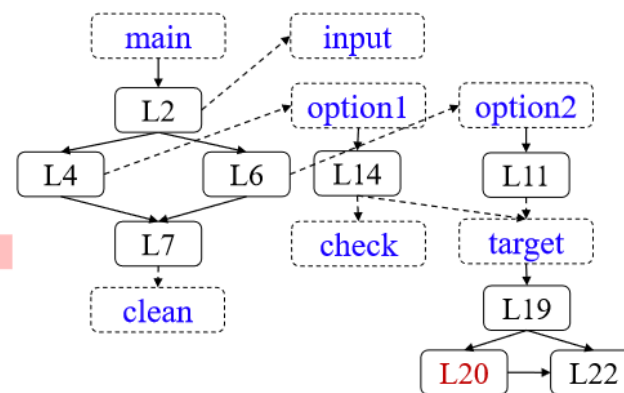 main
input
L2
option1
option2
L4
L6
L14
L11
L7
check
target
clean
L19
L20
L22